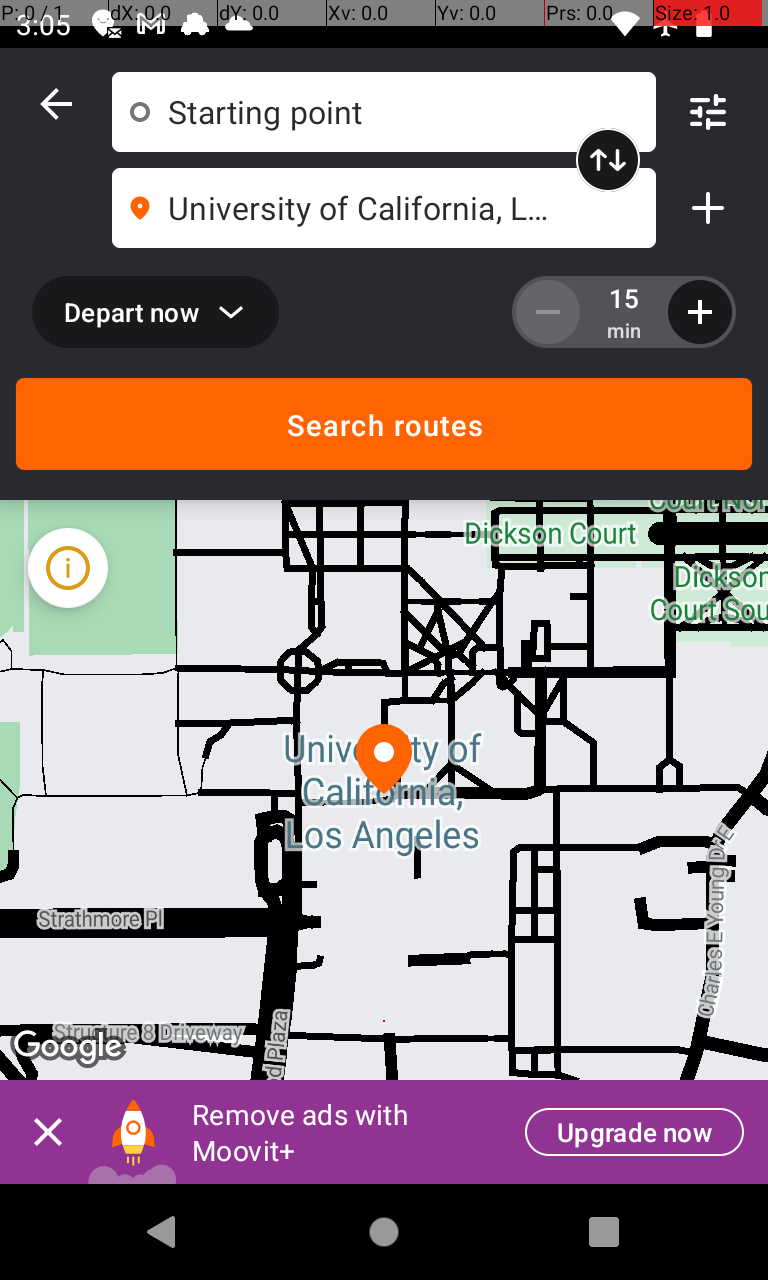 P: 0 / 1
dX: 0.0
dY: 0.0
Xv: 0.0
Yv: 0.0
Prs: 0.0
Size: 1.0
3:05
Starting point
University of California, L...
Depart now
15
min
Search routes
Dickson Court
Court Nor
Dickson
Court Sou
University of
California,
Los Angeles
Charles E Young Dr E
Strathmore Pl
Structure 8 Driveway
d Plaza
Google
Remove ads with
Moovit+
Upgrade now